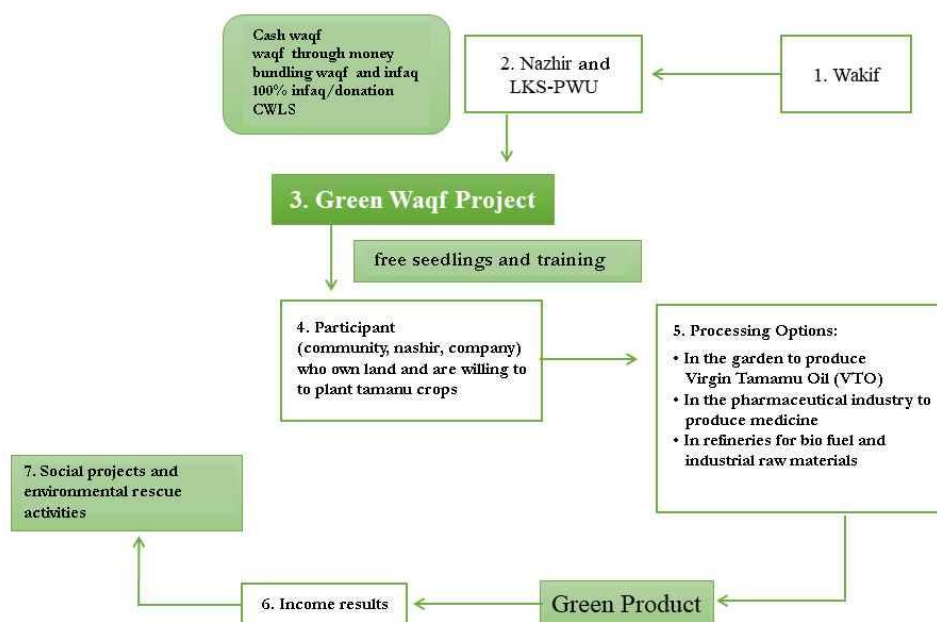 Cash waqf
waqf through money
bundling waqf and infaq
100% infaq/donation
CWLS
2. Nazhir and
LKS-PWU
1. Wakif
3. Green Waqf Project
free seedlings and training
4. Participant
(community, nashir, company)
who own land and are willing to
to plant tamanu crops
5. Processing Options:
• In the garden to produce
Virgin Tamamu Oil (VTO)
• In the pharmaceutical industry to
produce medicine
• In refineries for bio fuel and
industrial raw materials
7. Social projects and
environmental rescue
activities
6. Income results
Green Product